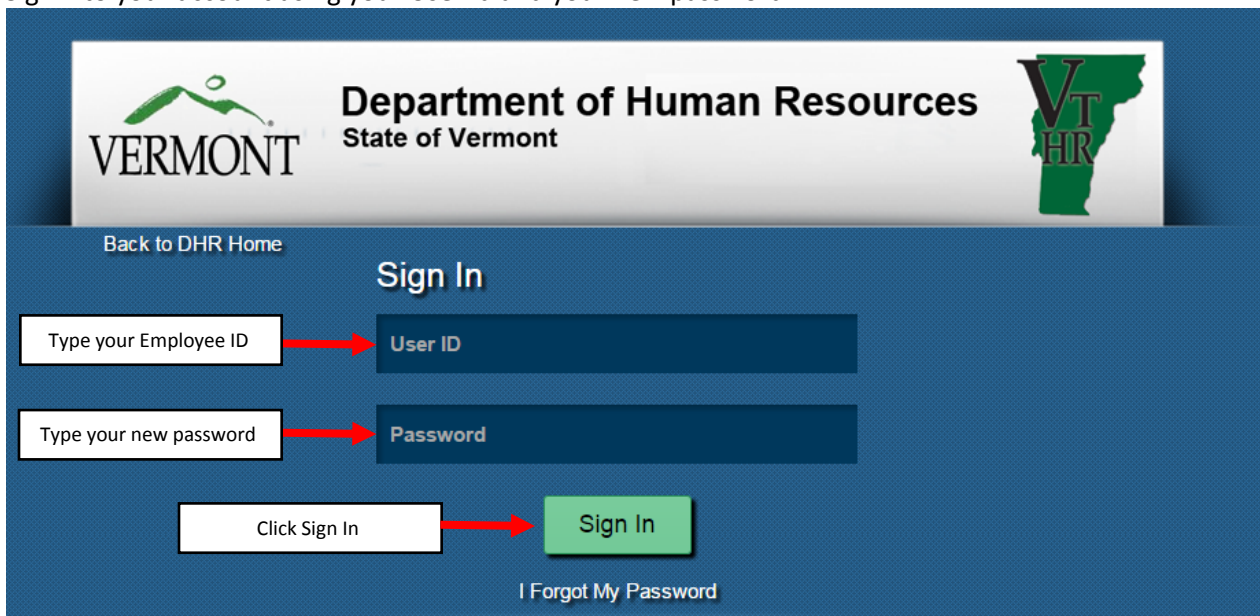 VERMONT
Department of Human Resources
State of Vermont
VT
HR
Back to DHR Home
Sign In
Type your Employee ID
User ID
Type your new password
Password
Click Sign In
Sign In
I Forgot My Password